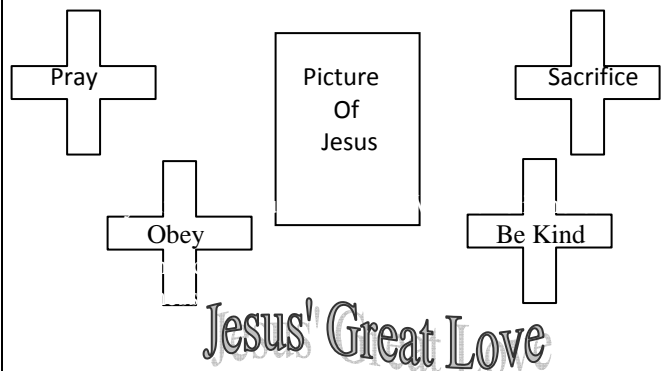 Pray
Picture
Of
Jesus
Sacrifice
Obey
Be Kind
Jesus' Great Love